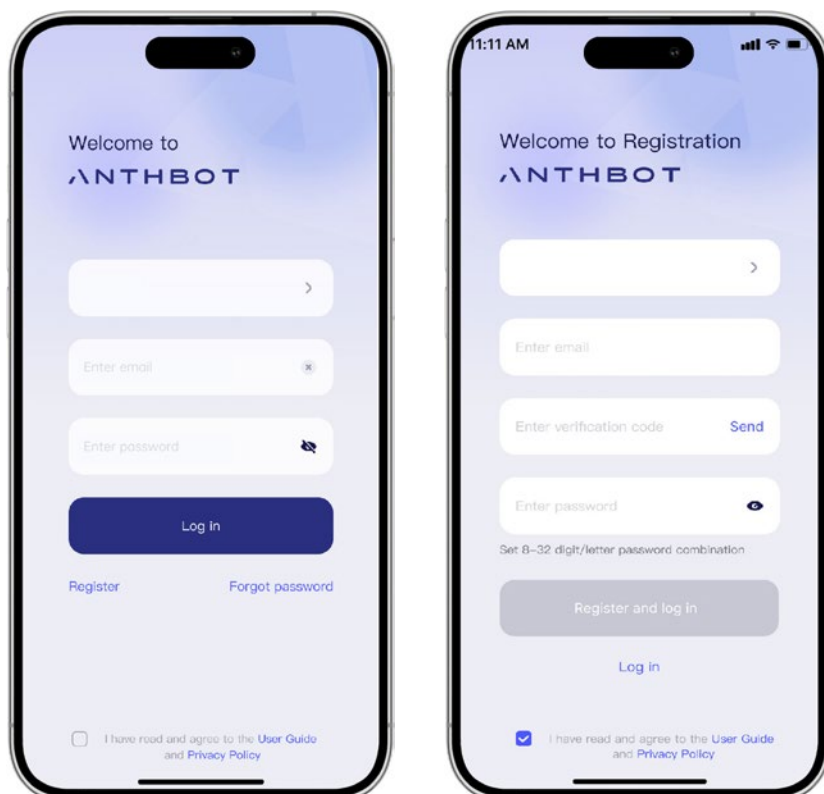 Welcome to
ANTHBOT
Enter email
Enter password
Log in
Register
Forgot password
I have read and agree to the User Guide
and Privacy Policy
11:11 AM
Welcome to Registration
ANTHBOT
Enter email
Enter verification code
Send
Enter password
Set 8-32 digit/letter password combination
Register and log in
Log in
I have read and agree to the User Guide
and Privacy Policy